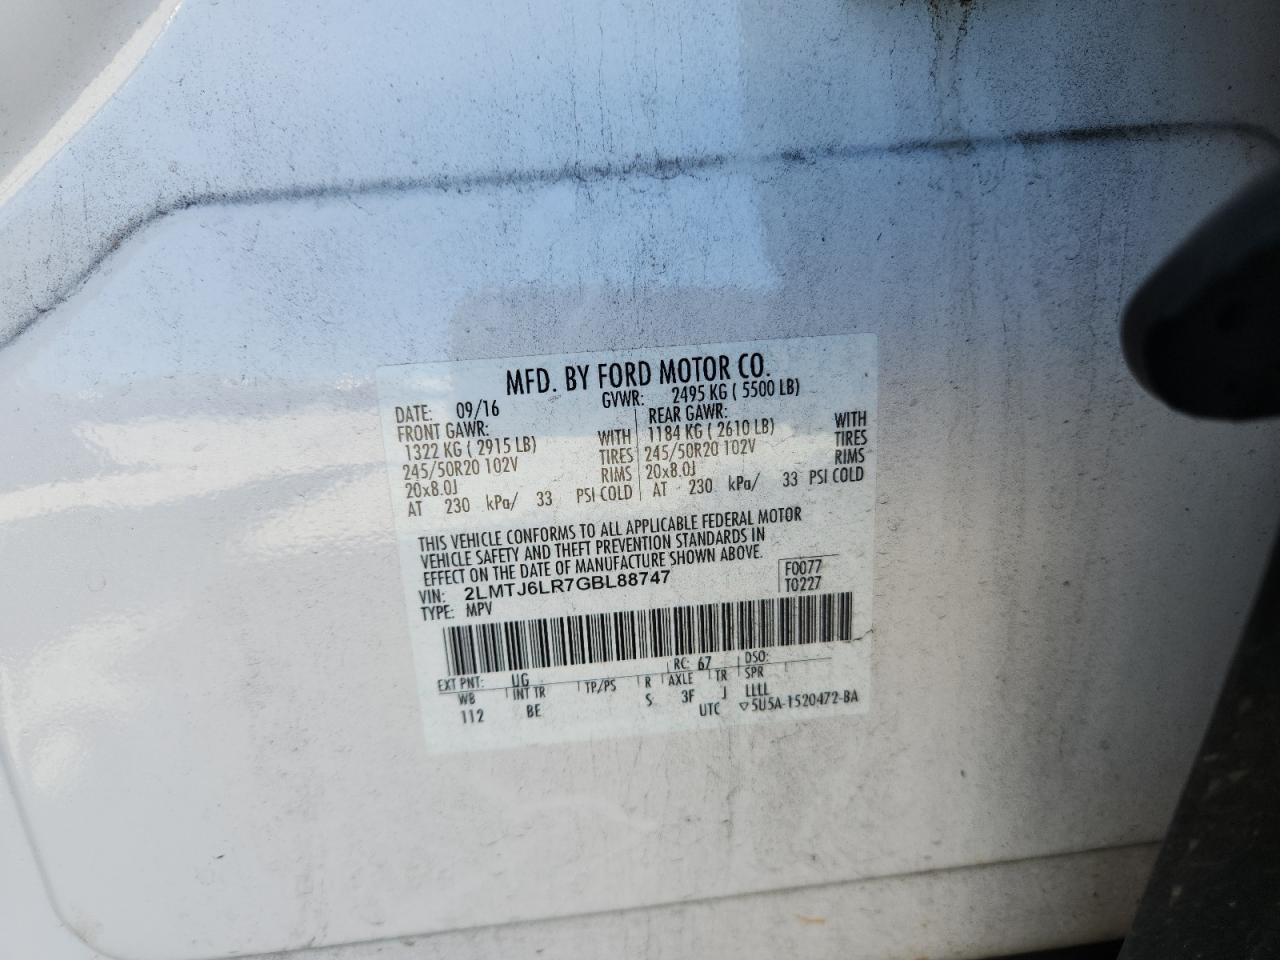 MFD. BY FORD MOTOR CO.
DATE: 09/16 GVWR: 2495 KG ( 5500 LB)
FRONT GAWR: REAR GAWR:
1322 KG ( 2915 LB) WITH 1184 KG ( 2610 LB) WITH
245/50R20 102V TIRES 245/50R20 102V TIRES
20x8.0J RIMS 20x8.0J RIMS
AT 230 kPa/ 33 PSI COLD AT 230 kPa/ 33 PSI COLD
THIS VEHICLE CONFORMS TO ALL APPLICABLE FEDERAL MOTOR
VEHICLE SAFETY AND THEFT PREVENTION STANDARDS IN
EFFECT ON THE DATE OF MANUFACTURE SHOWN ABOVE.
VIN: 2LMTJ6LR7GBL88747 F0077
TYPE: MPV T0227
EXT PNT: UG RC: 67 DSO:
WB INT TR TP/PS R AXLE TR SPR
112 BE S 3F J LLLL
UTC ▽5U5A-1520472-BA